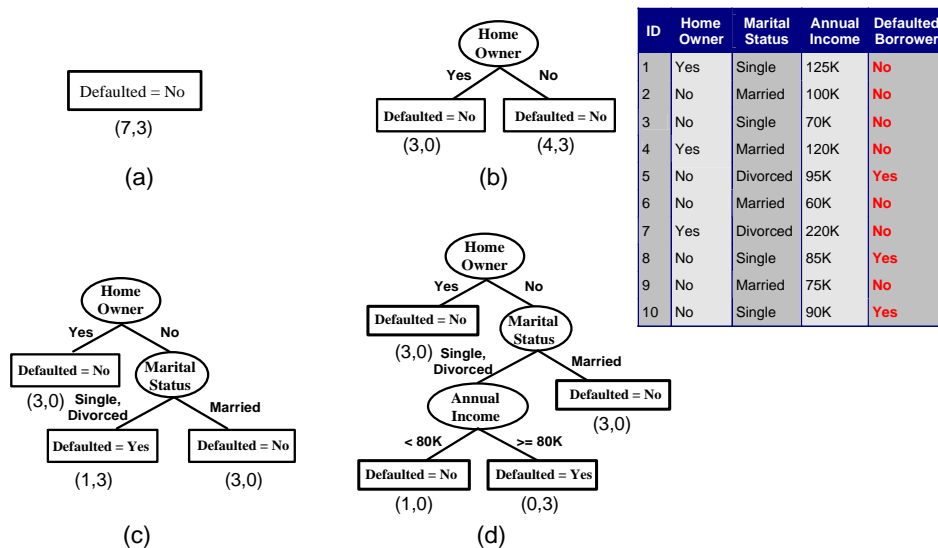 Defaulted = No
(7,3)
(a)
Home
Owner
Yes
No
Defaulted = No
Defaulted = No
(3,0)
(4,3)
(b)
ID Home Owner Marital Status Annual Income Defaulted Borrower
1 Yes Single 125K No
2 No Married 100K No
3 No Single 70K No
4 Yes Married 120K No
5 No Divorced 95K Yes
6 No Married 60K No
7 Yes Divorced 220K No
8 No Single 85K Yes
9 No Married 75K No
10 No Single 90K Yes
Home
Owner
Yes
No
Defaulted = No
(3,0)
Marital
Status
Single,
Divorced
Married
Defaulted = Yes
Defaulted = No
(1,3)
(3,0)
(c)
Home
Owner
Yes
No
Defaulted = No
(3,0)
Marital
Status
Single,
Divorced
Married
Annual
Income
Defaulted = No
(3,0)
< 80K
>= 80K
Defaulted = No
Defaulted = Yes
(1,0)
(0,3)
(d)